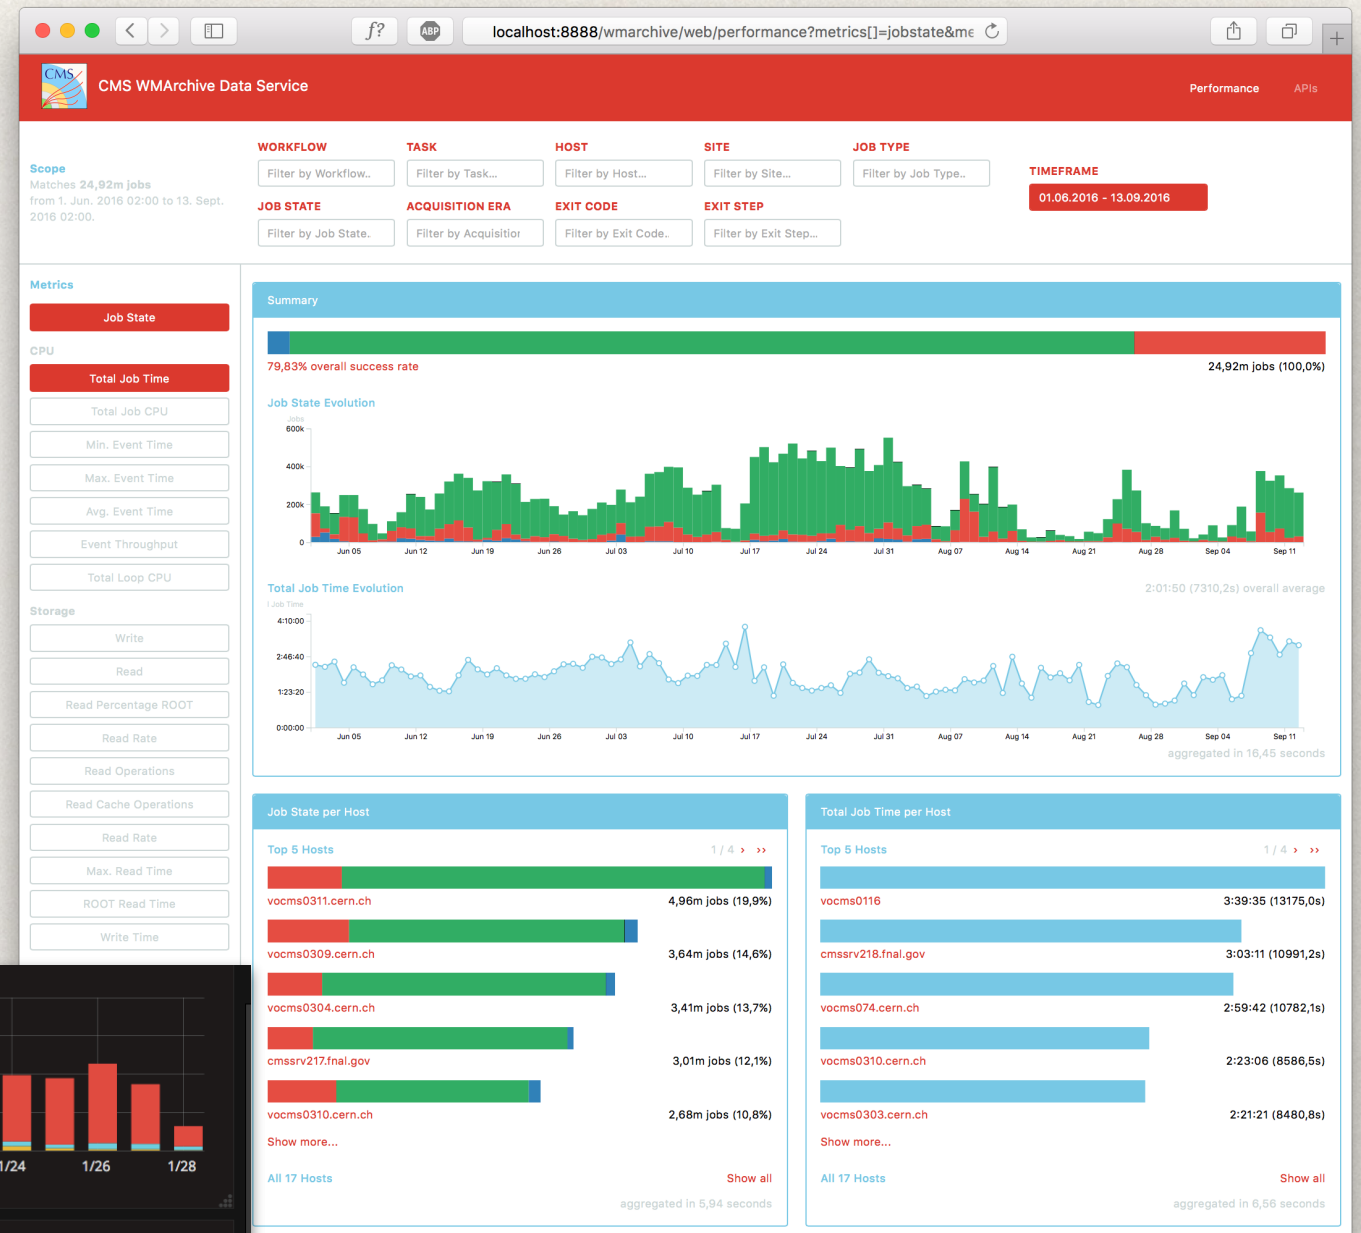 f?
ABP
localhost:8888/wmarchive/web/performance?metrics[]=jobstate&me
CMS
CMS WMArchive Data Service
Performance
APIs
Scope
Matches 24,92m jobs
from 1. Jun. 2016 02:00 to 13. Sept.
2016 02:00.
WORKFLOW
TASK
HOST
SITE
JOB TYPE
Filter by Workflow..
Filter by Task...
Filter by Host...
Filter by Site...
Filter by Job Type..
JOB STATE
ACQUISITION ERA
EXIT CODE
EXIT STEP
Filter by Job State.
Filter by Acquisition
Filter by Exit Code..
Filter by Exit Step...
TIMEFRAME
01.06.2016 - 13.09.2016
Metrics
Job State
CPU
Total Job Time
Total Job CPU
Min. Event Time
Max. Event Time
Avg. Event Time
Event Throughput
Total Loop CPU
Storage
Write
Read
Read Percentage ROOT
Read Rate
Read Operations
Read Cache Operations
Read Rate
Max. Read Time
ROOT Read Time
Write Time
Summary
79,83% overall success rate
24,92m jobs (100,0%)
Job State Evolution
Jobs
600k
400k
200k
0
Jun 05 Jun 12 Jun 19 Jun 26 Jul 03 Jul 10 Jul 17 Jul 24 Jul 31 Aug 07 Aug 14 Aug 21 Aug 28 Sep 04 Sep 11
Total Job Time Evolution
2:01:50 (7310,2s) overall average
l Job Time
4:10:00
2:46:40
1:23:20
0:00:00
Jun 05 Jun 12 Jun 19 Jun 26 Jul 03 Jul 10 Jul 17 Jul 24 Jul 31 Aug 07 Aug 14 Aug 21 Aug 28 Sep 04 Sep 11
aggregated in 16,45 seconds
Job State per Host
Top 5 Hosts
1 / 4 › ››
vocms0311.cern.ch
4,96m jobs (19,9%)
vocms0309.cern.ch
3,64m jobs (14,6%)
vocms0304.cern.ch
3,41m jobs (13,7%)
cmssrv217.fnal.gov
3,01m jobs (12,1%)
vocms0310.cern.ch
2,68m jobs (10,8%)
Show more...
All 17 Hosts
Show all
aggregated in 5,94 seconds
Total Job Time per Host
Top 5 Hosts
1 / 4 › ››
vocms0116
3:39:35 (13175,0s)
cmssrv218.fnal.gov
3:03:11 (10991,2s)
vocms074.cern.ch
2:59:42 (10782,1s)
vocms0310.cern.ch
2:23:06 (8586,5s)
vocms0303.cern.ch
2:21:21 (8480,8s)
Show more...
All 17 Hosts
Show all
aggregated in 6,56 seconds
1/24 1/26 1/28